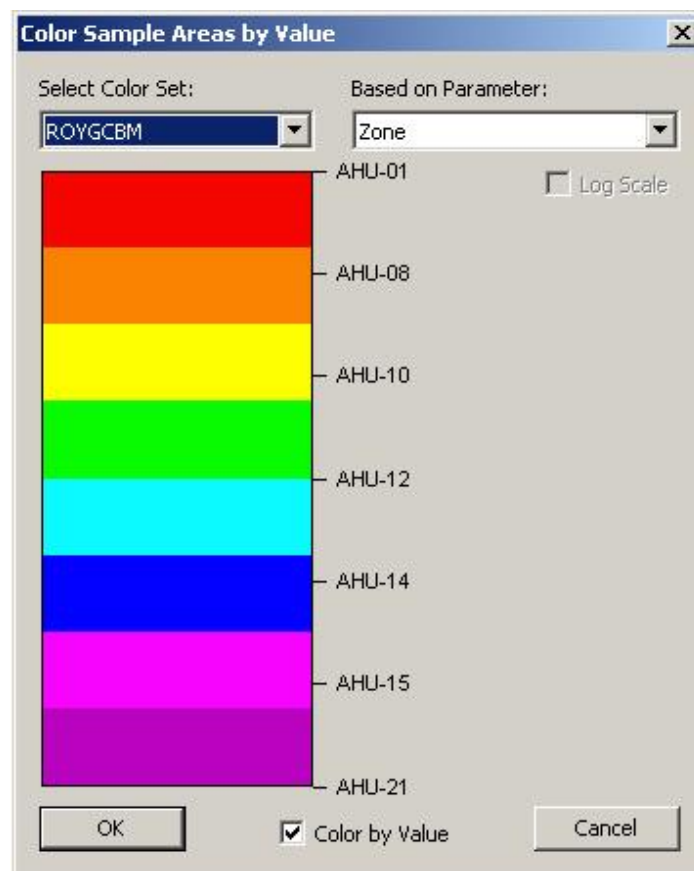 Color Sample Areas by Value
Select Color Set: Based on Parameter:
ROYGCBM Zone
AHU-01
Log Scale
AHU-08
AHU-10
AHU-12
AHU-14
AHU-15
AHU-21
OK Color by Value Cancel